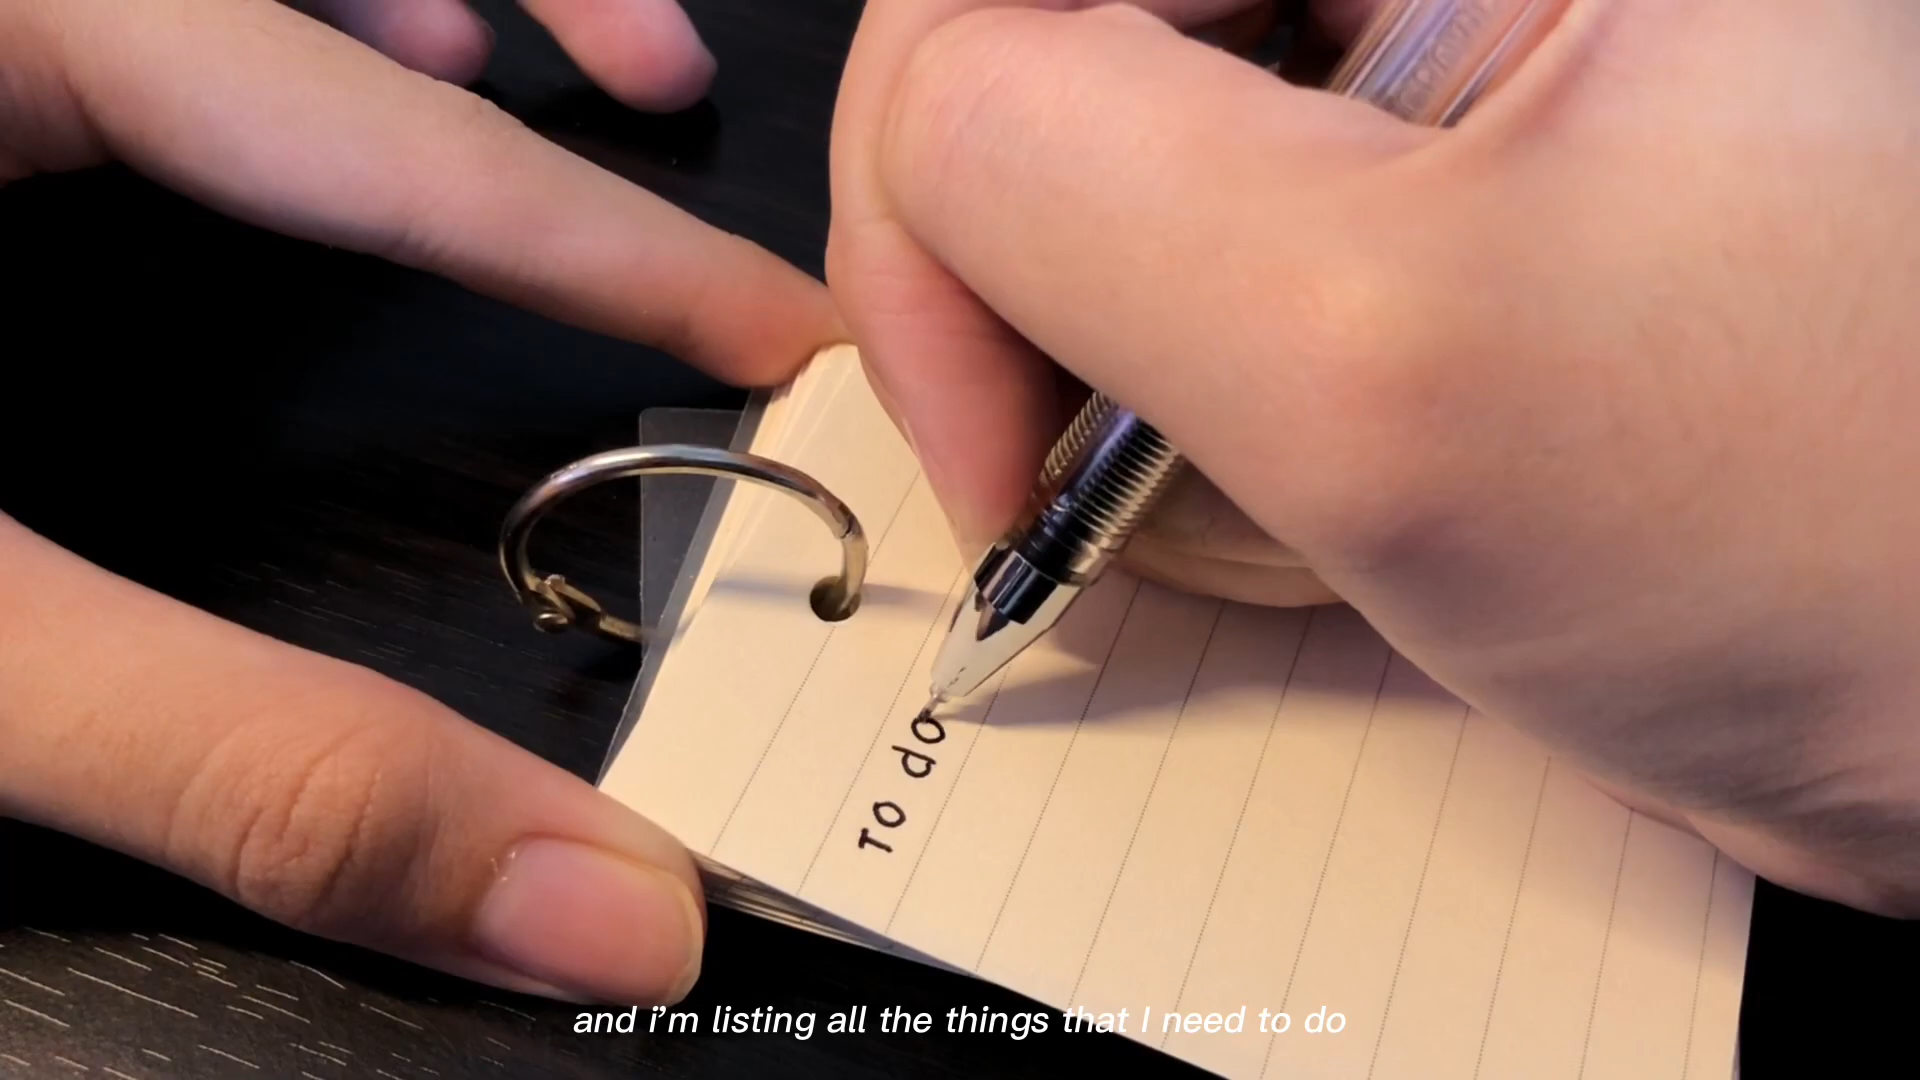 To do
and i'm listing all the things that I need to do